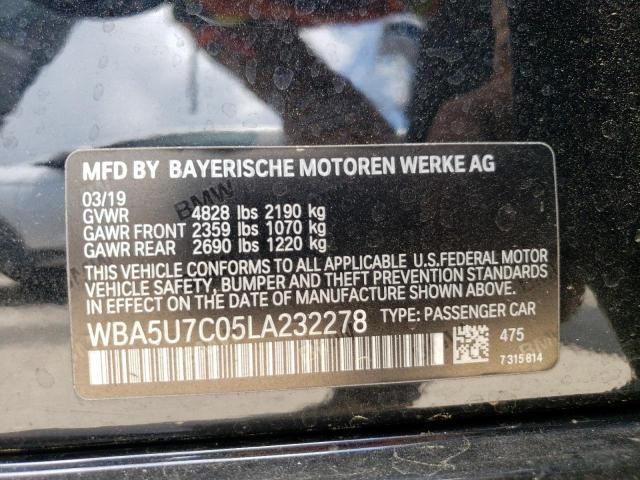 MFD BY BAYERISCHE MOTOREN WERKE AG
03/19
GVWR 4828 lbs 2190 kg
GAWR FRONT 2359 lbs 1070 kg
GAWR REAR 2690 lbs 1220 kg
THIS VEHICLE CONFORMS TO ALL APPLICABLE U.S.FEDERAL MOTOR
VEHICLE SAFETY, BUMPER AND THEFT PREVENTION STANDARDS
IN EFFECT ON THE DATE OF MANUFACTURE SHOWN ABOVE.
WBA5U7C05LA232278 TYPE: PASSENGER CAR
475
7315814